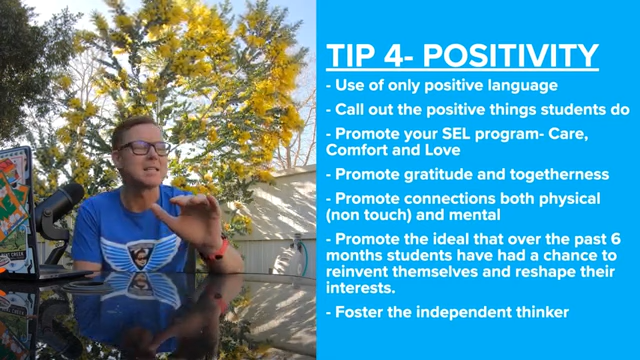 TIP 4- POSITIVITY
- Use of only positive language
- Call out the positive things students do
- Promote your SEL program- Care,
Comfort and Love
- Promote gratitude and togetherness
- Promote connections both physical
(non touch) and mental
- Promote the ideal that over the past 6
months students have had a chance to
reinvent themselves and reshape their
interests.
- Foster the independent thinker